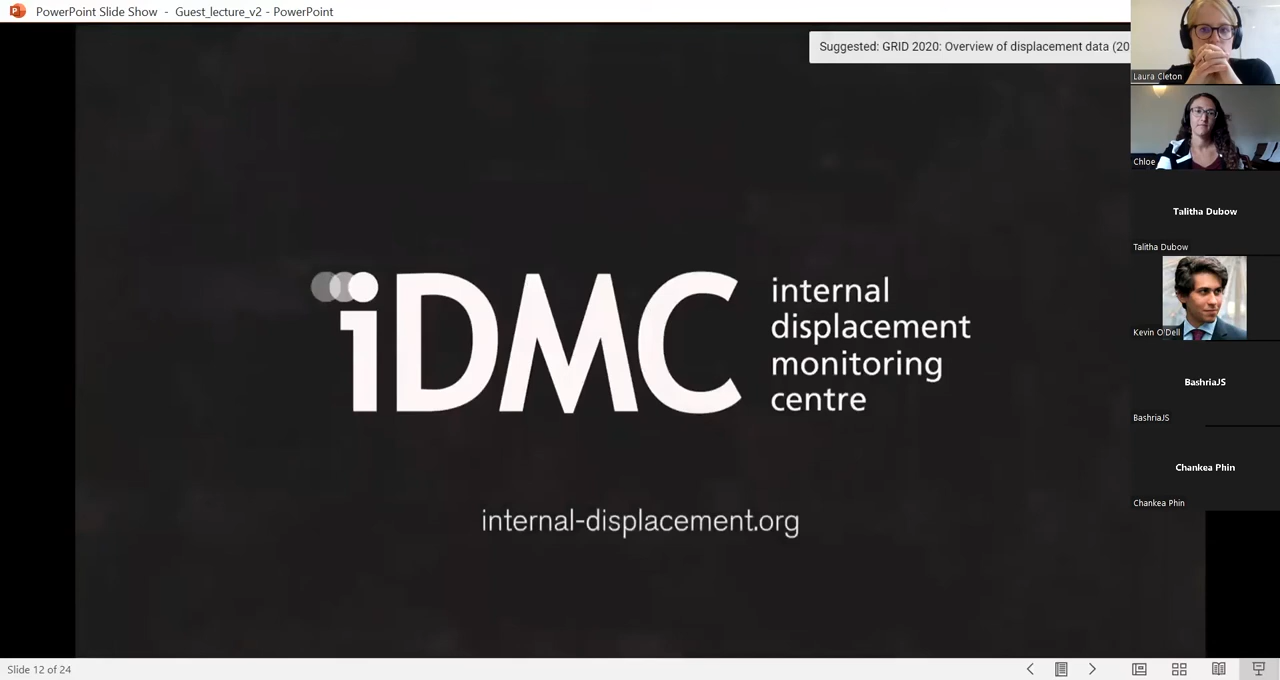 PowerPoint Slide Show - Guest_lecture_v2 - PowerPoint
Suggested: GRID 2020: Overview of displacement data (20
iDMC
internal
displacement
monitoring
centre
internal-displacement.org
Laura Cleton
Chloe
Talitha Dubow
Talitha Dubow
Kevin O'Dell
BashriaJS
BashriaJS
Chankea Phin
Chankea Phin
Slide 12 of 24